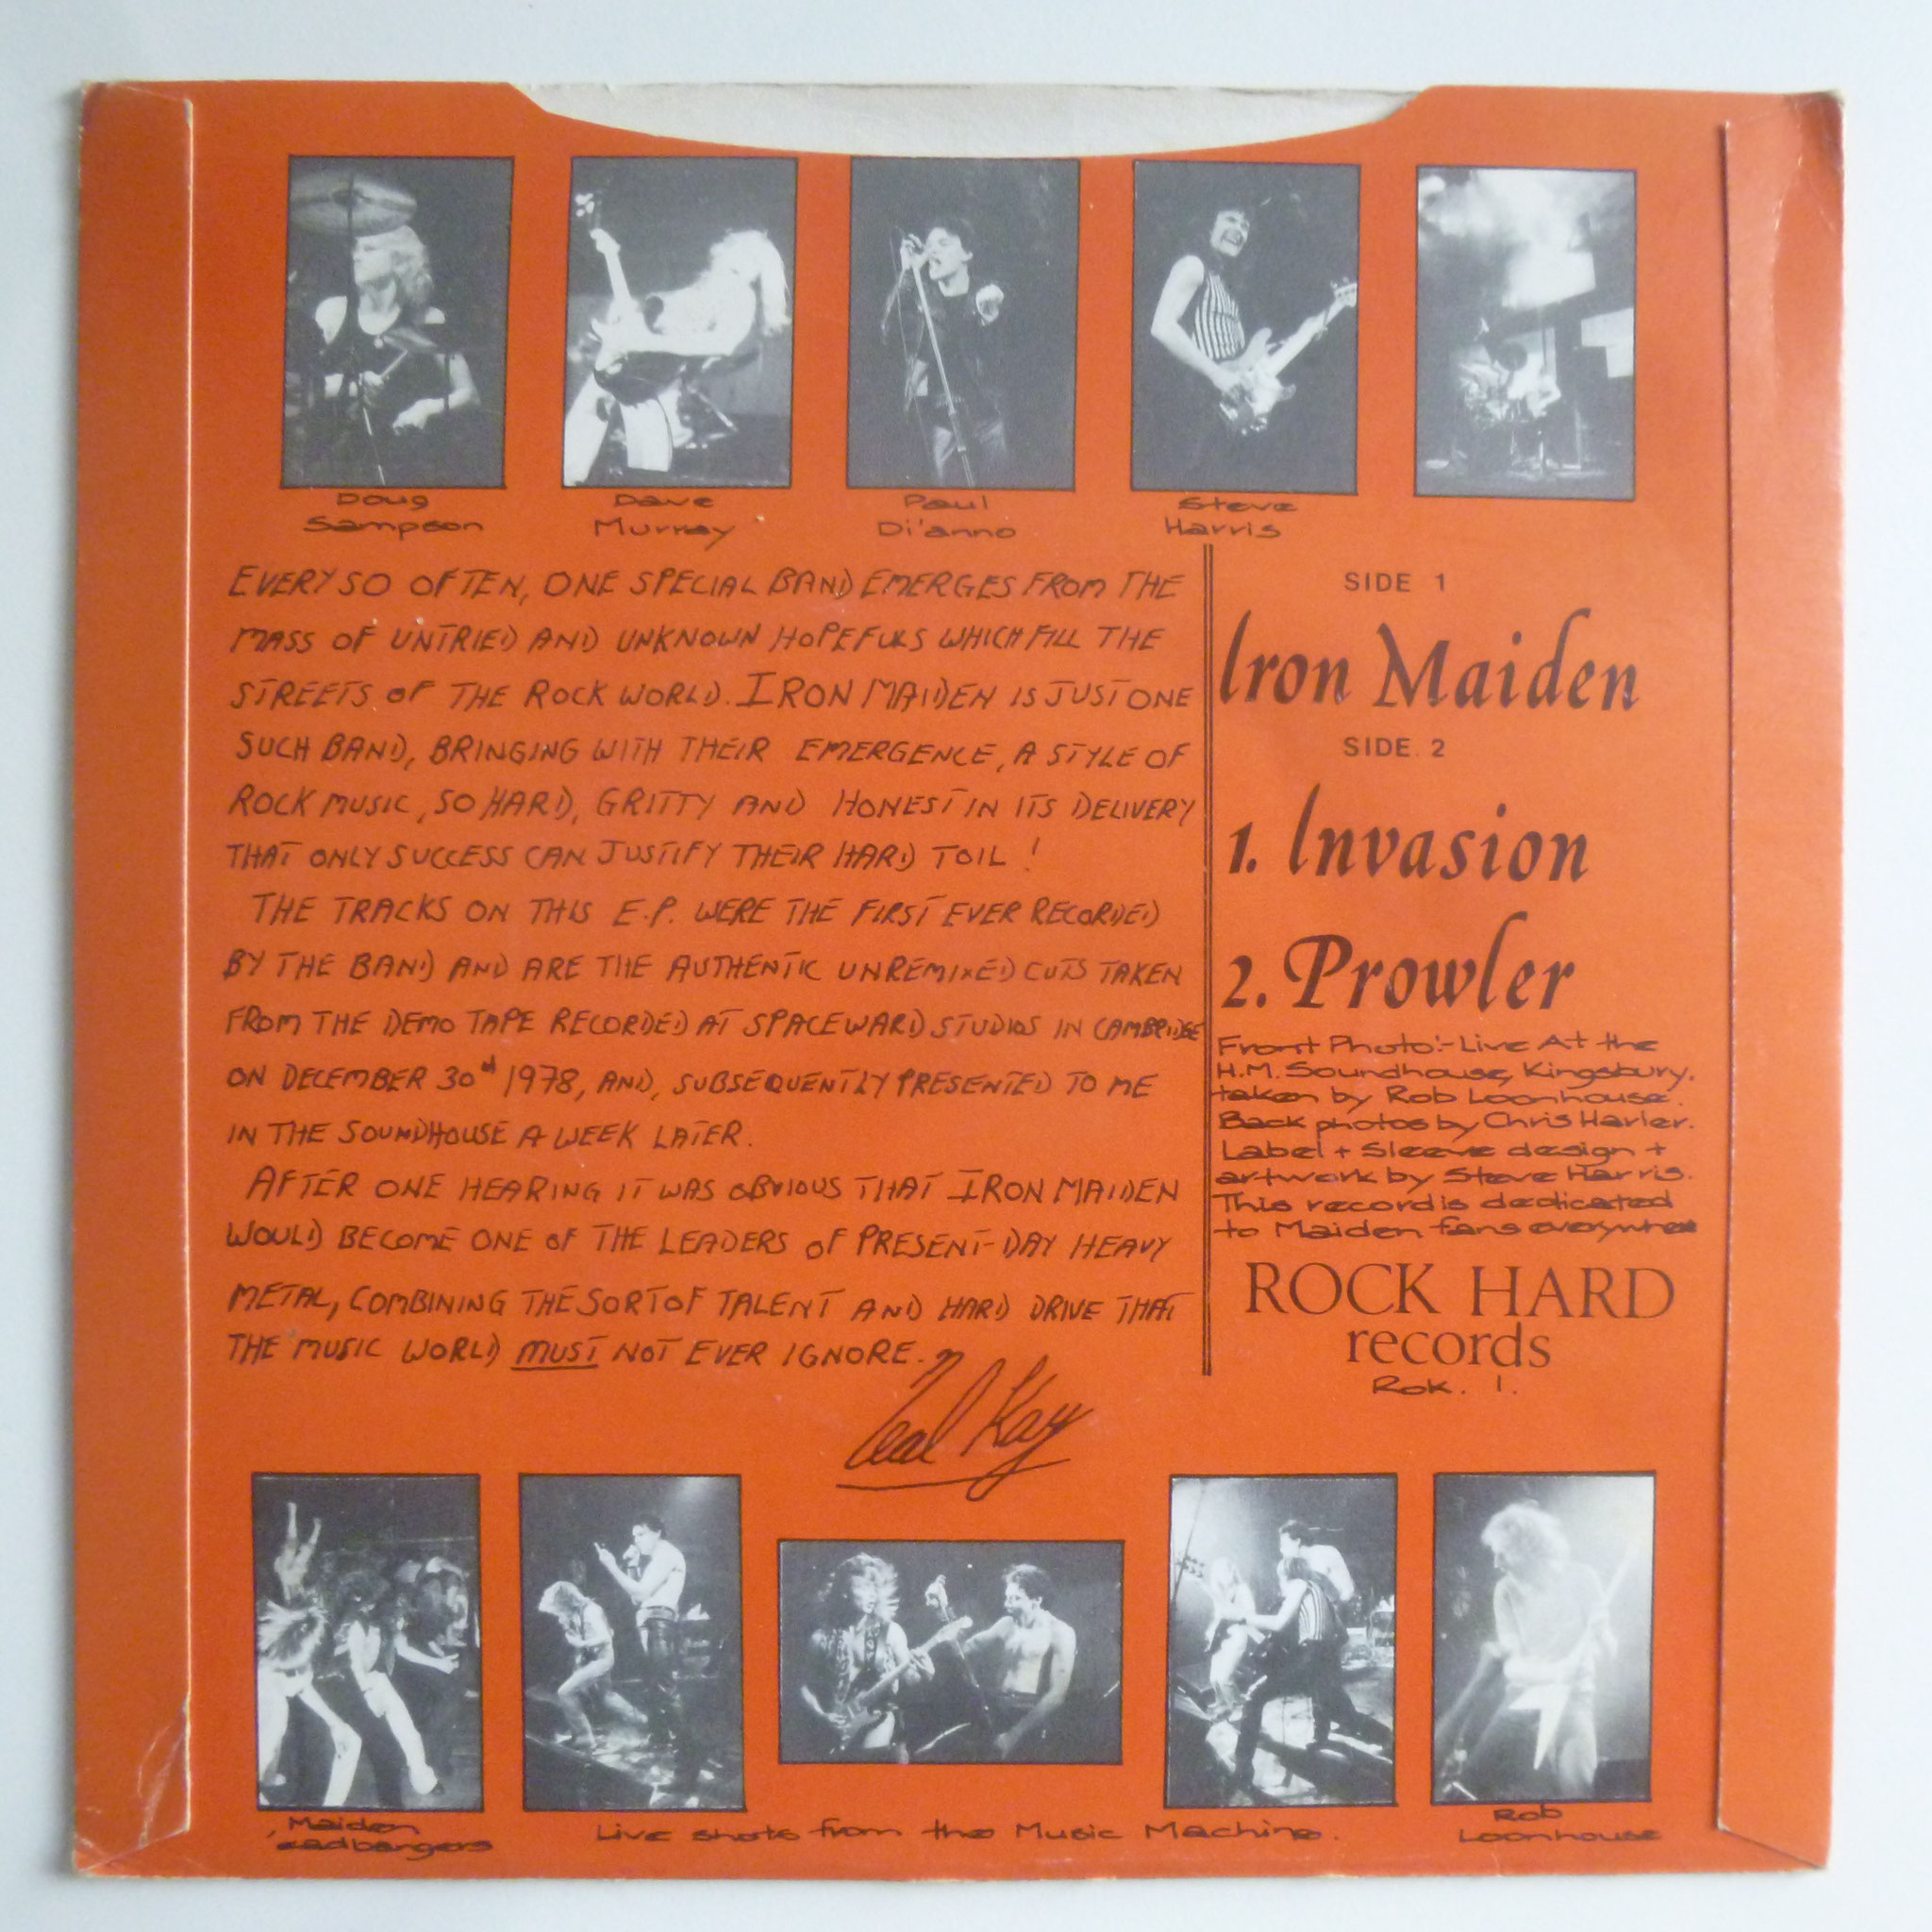 Doug
Sampson
Dave
Murray
Paul
Di'anno
Steve
Harris
EVERY SO OFTEN, ONE SPECIAL BAND EMERGES FROM THE
MASS OF UNTRIED AND UNKNOWN HOPEFULS WHICH FILL THE
STREETS OF THE ROCK WORLD. IRON MAIDEN IS JUST ONE
SUCH BAND, BRINGING WITH THEIR EMERGENCE, A STYLE OF
ROCK MUSIC, SO HARD, GRITTY AND HONEST IN ITS DELIVERY
THAT ONLY SUCCESS CAN JUSTIFY THEIR HARD TOIL !
THE TRACKS ON THIS E.P. WERE THE FIRST EVER RECORDED
BY THE BAND AND ARE THE AUTHENTIC UNREMIXED CUTS TAKEN
FROM THE DEMO TAPE RECORDED AT SPACEWARD STUDIOS IN CAMBRIDGE
ON DECEMBER 30th 1978, AND, SUBSEQUENTLY PRESENTED TO ME
IN THE SOUNDHOUSE A WEEK LATER.
AFTER ONE HEARING IT WAS OBVIOUS THAT IRON MAIDEN
WOULD BECOME ONE OF THE LEADERS OF PRESENT-DAY HEAVY
METAL, COMBINING THE SORT OF TALENT AND HARD DRIVE THAT
THE MUSIC WORLD MUST NOT EVER IGNORE.
Neal Kay
SIDE 1
Iron Maiden
SIDE 2
1. Invasion
2. Prowler
Front Photo:- Live At the
H.M. Soundhouse, Kingsbury.
taken by Rob Loonhouse.
Back photos by Chris Harler.
Label + Sleeve design +
artwork by Steve Harris.
This record is dedicated
to Maiden fans everywhere
ROCK HARD
records
Rok. 1.
Maiden
'eadbangers
Live shots from the Music Machine.
Rob
Loonhouse